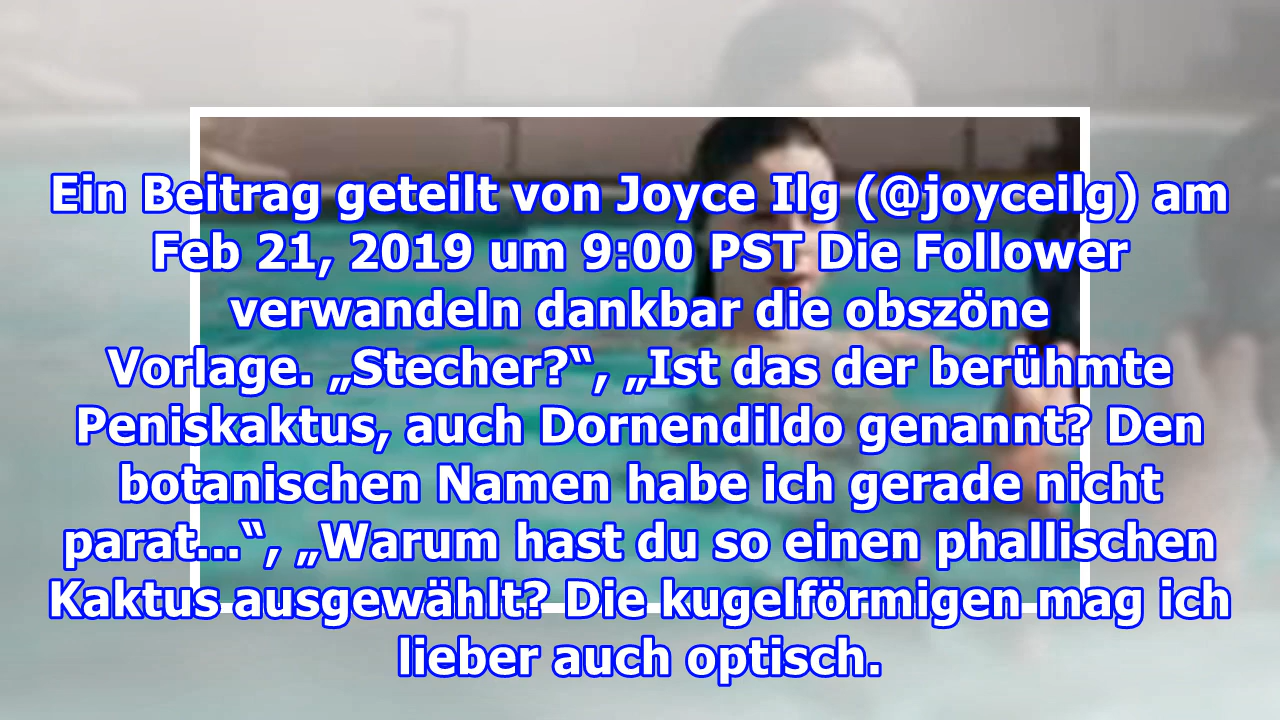 Ein Beitrag geteilt von Joyce Ilg (@joyceilg) am
Feb 21, 2019 um 9:00 PST Die Follower
verwandeln dankbar die obszöne
Vorlage. „Stecher?“, „Ist das der berühmte
Peniskaktus, auch Dornendildo genannt? Den
botanischen Namen habe ich gerade nicht
parat...“, „Warum hast du so einen phallischen
Kaktus ausgewählt? Die kugelförmigen mag ich
lieber auch optisch.